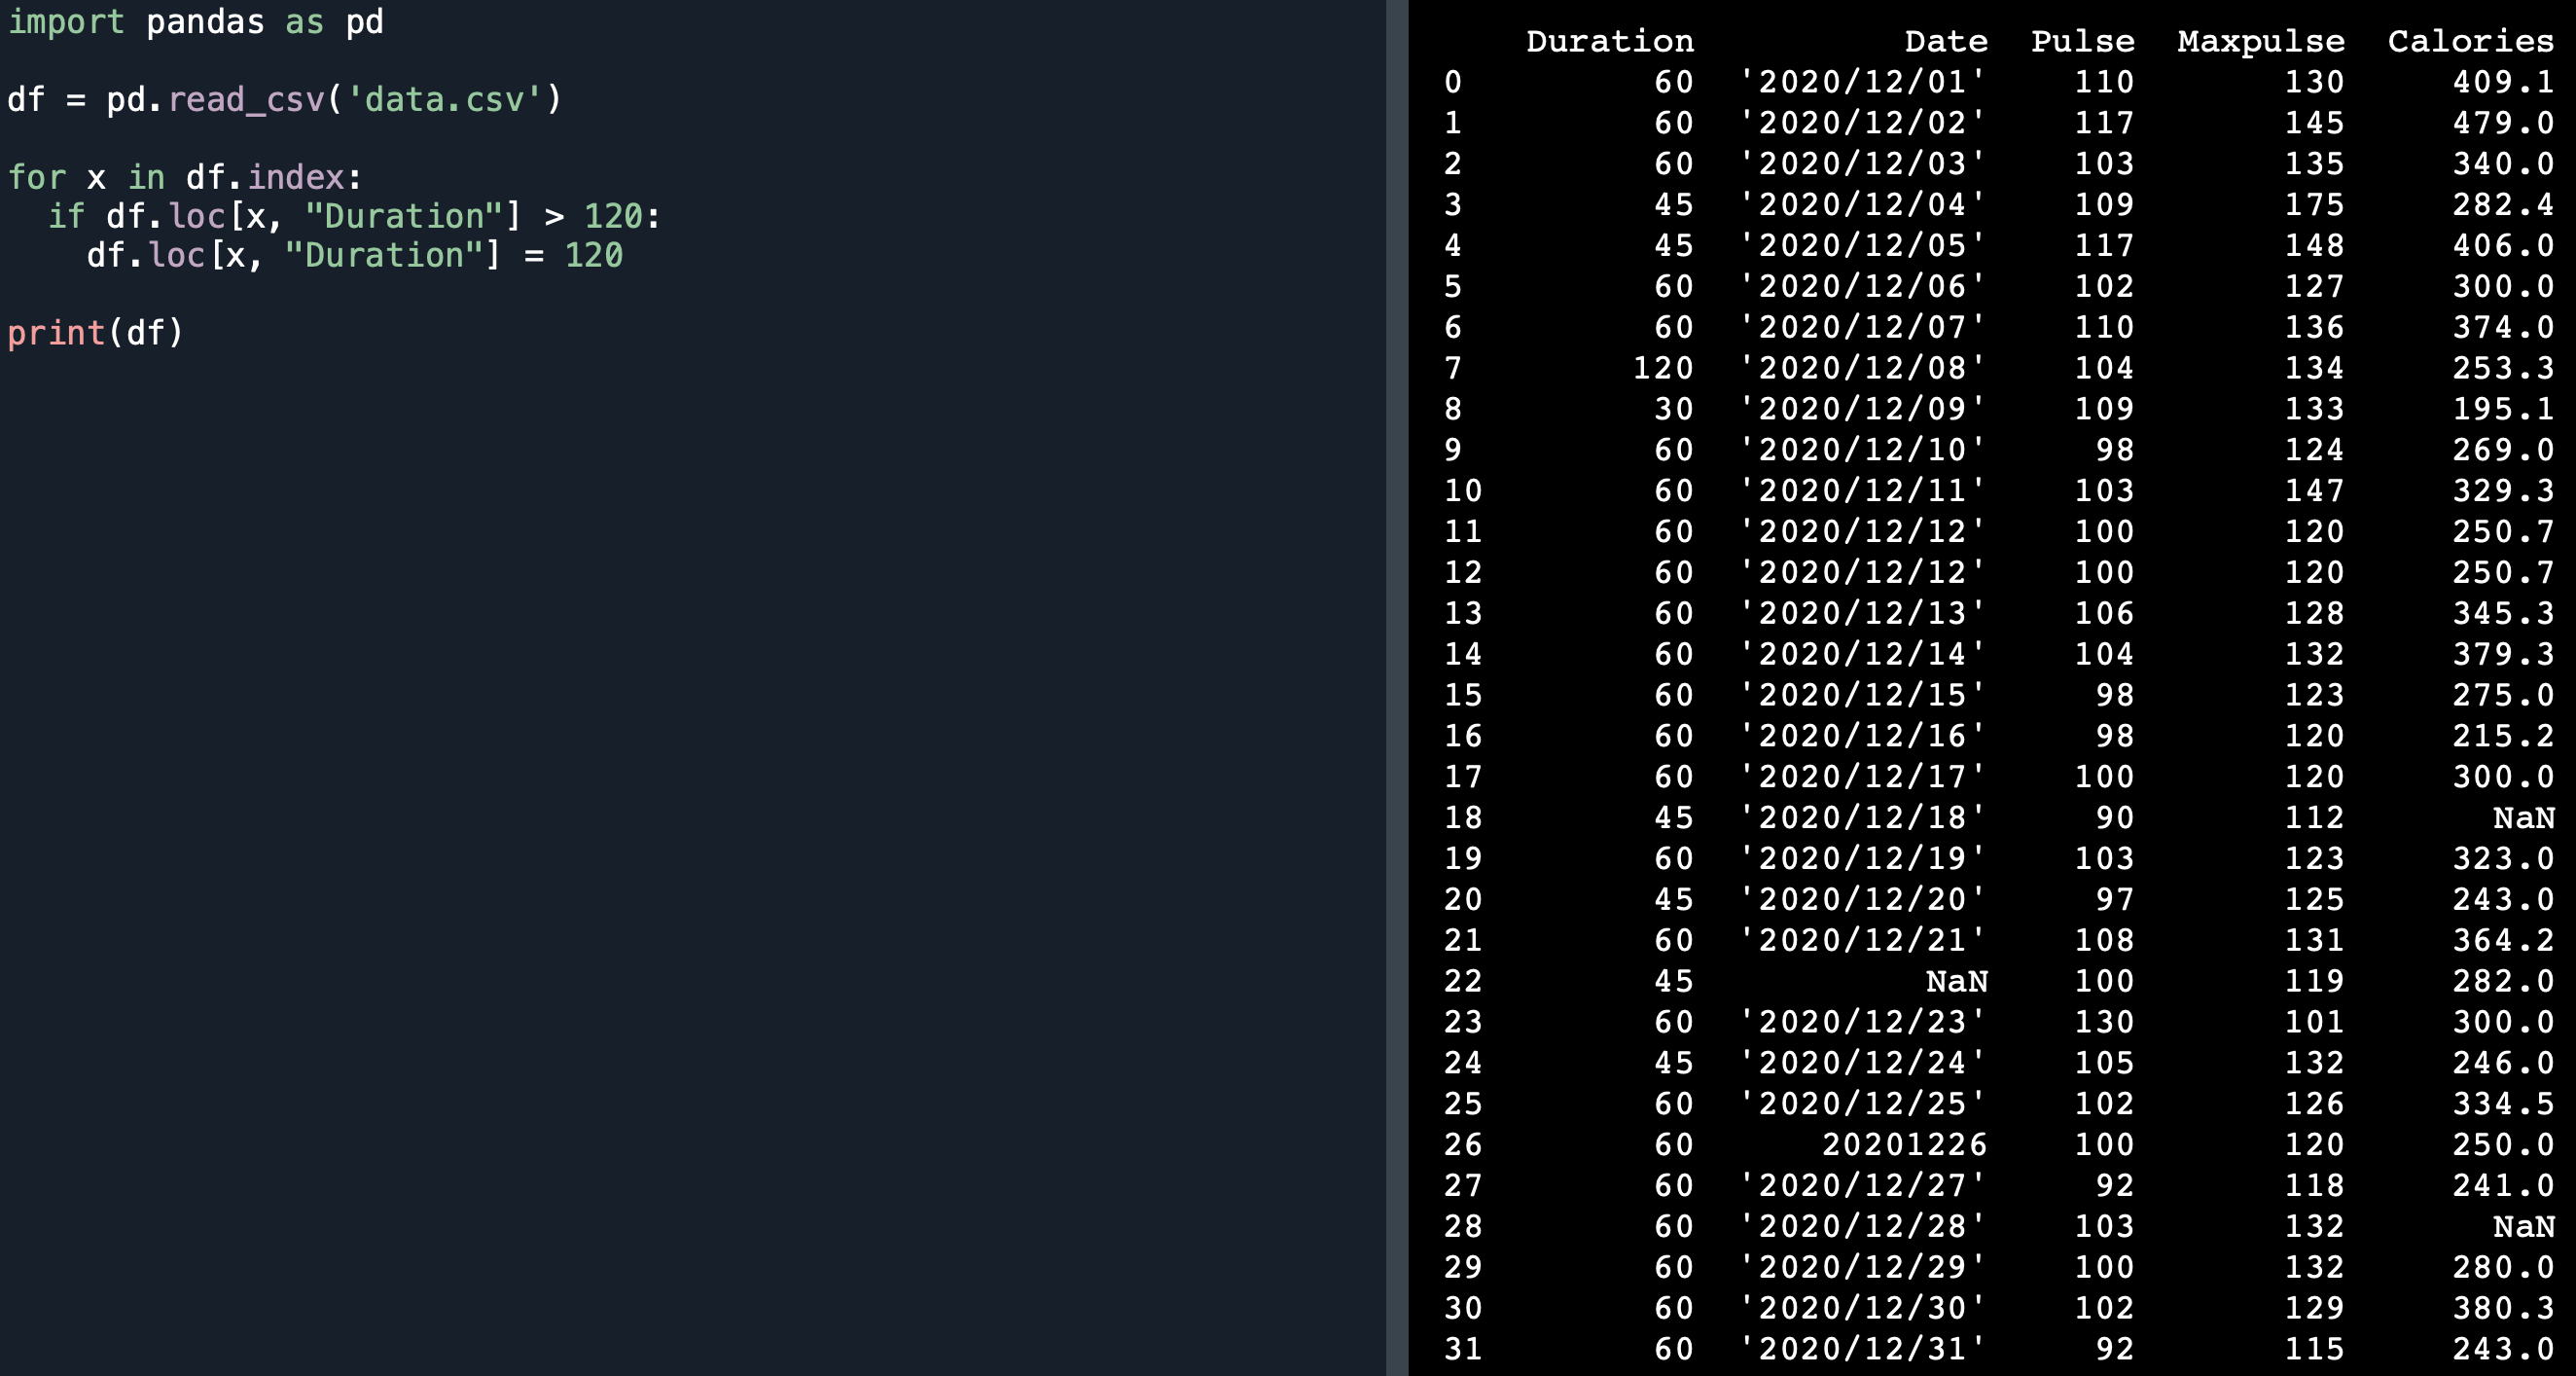 import pandas as pd
df = pd.read_csv('data.csv')
for x in df.index:
  if df.loc[x, "Duration"] > 120:
    df.loc[x, "Duration"] = 120
print(df)
Duration Date Pulse Maxpulse Calories
0 60 '2020/12/01' 110 130 409.1
1 60 '2020/12/02' 117 145 479.0
2 60 '2020/12/03' 103 135 340.0
3 45 '2020/12/04' 109 175 282.4
4 45 '2020/12/05' 117 148 406.0
5 60 '2020/12/06' 102 127 300.0
6 60 '2020/12/07' 110 136 374.0
7 120 '2020/12/08' 104 134 253.3
8 30 '2020/12/09' 109 133 195.1
9 60 '2020/12/10' 98 124 269.0
10 60 '2020/12/11' 103 147 329.3
11 60 '2020/12/12' 100 120 250.7
12 60 '2020/12/12' 100 120 250.7
13 60 '2020/12/13' 106 128 345.3
14 60 '2020/12/14' 104 132 379.3
15 60 '2020/12/15' 98 123 275.0
16 60 '2020/12/16' 98 120 215.2
17 60 '2020/12/17' 100 120 300.0
18 45 '2020/12/18' 90 112 NaN
19 60 '2020/12/19' 103 123 323.0
20 45 '2020/12/20' 97 125 243.0
21 60 '2020/12/21' 108 131 364.2
22 45 NaN 100 119 282.0
23 60 '2020/12/23' 130 101 300.0
24 45 '2020/12/24' 105 132 246.0
25 60 '2020/12/25' 102 126 334.5
26 60 20201226 100 120 250.0
27 60 '2020/12/27' 92 118 241.0
28 60 '2020/12/28' 103 132 NaN
29 60 '2020/12/29' 100 132 280.0
30 60 '2020/12/30' 102 129 380.3
31 60 '2020/12/31' 92 115 243.0